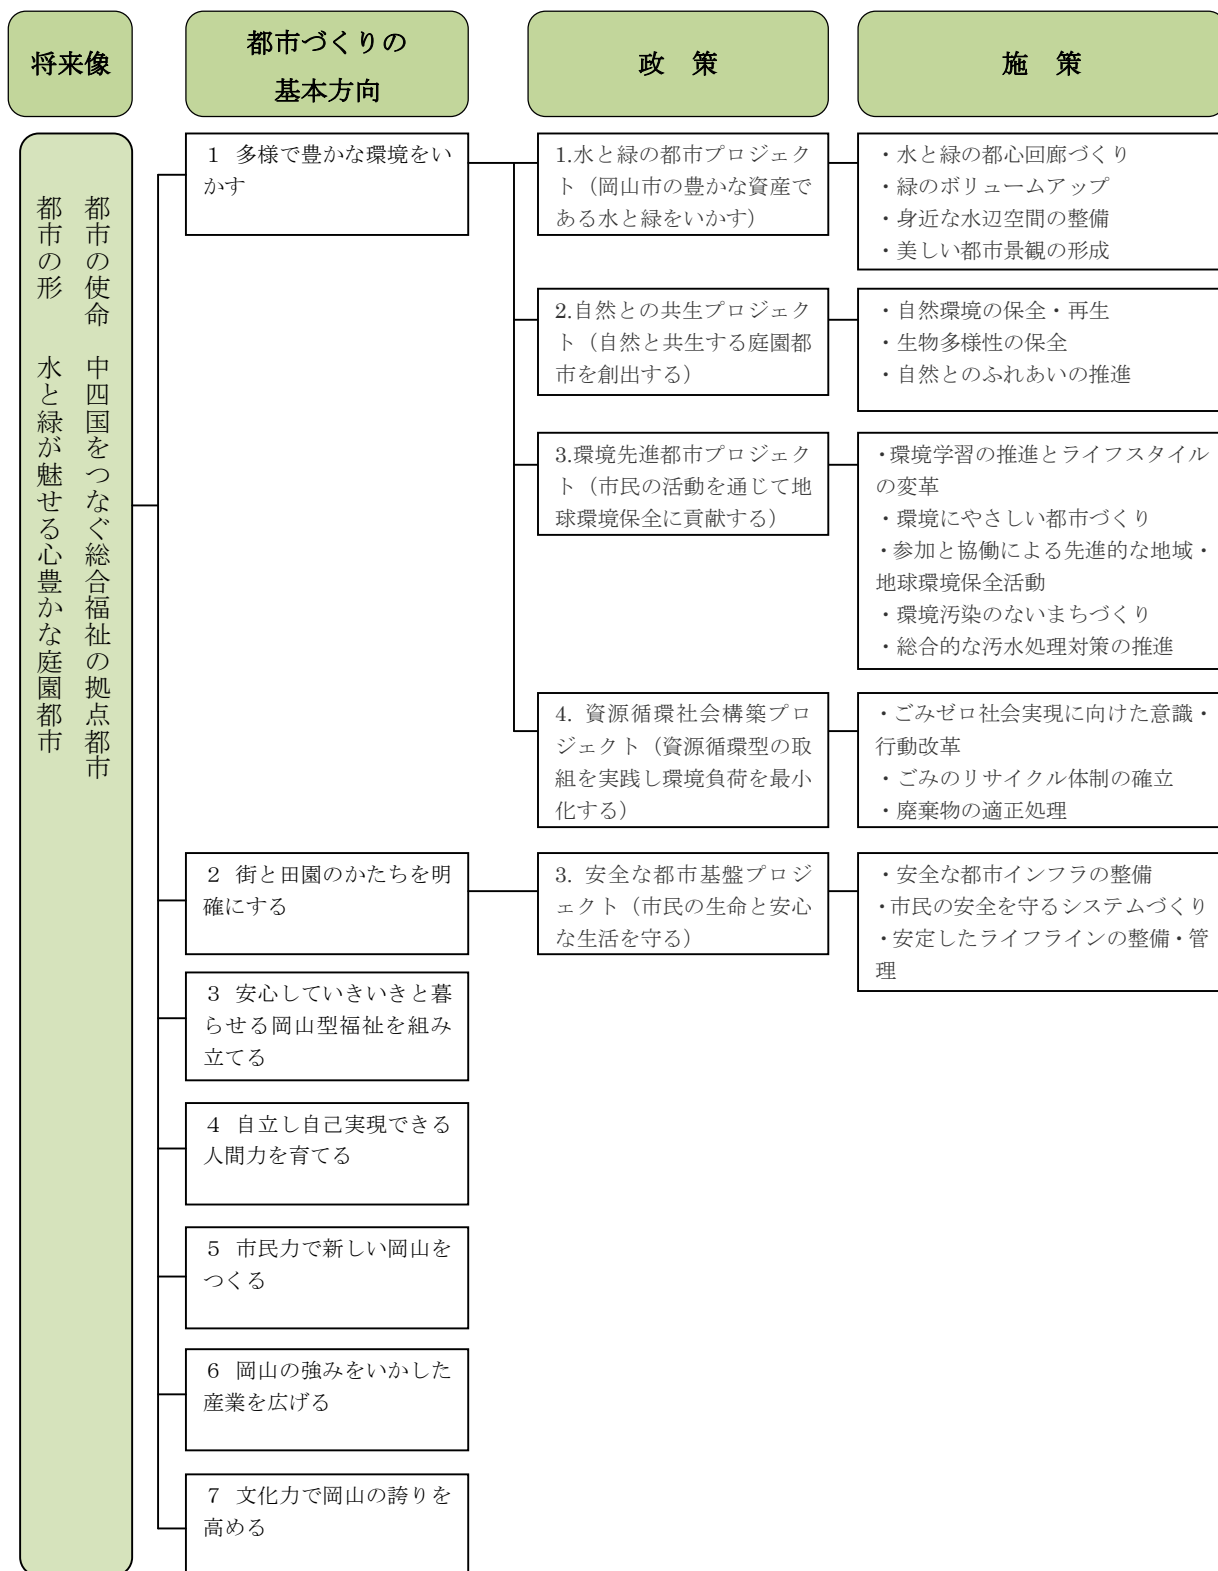 将来像
都市づくりの
基本方向
政　策
施　策
都市の使命　中四国をつなぐ総合福祉の拠点都市
都市の形　　水と緑が魅せる心豊かな庭園都市
1　多様で豊かな環境をい
かす
1.水と緑の都市プロジェク
ト（岡山市の豊かな資産で
ある水と緑をいかす）
・水と緑の都心回廊づくり
・緑のボリュームアップ
・身近な水辺空間の整備
・美しい都市景観の形成
2.自然との共生プロジェク
ト（自然と共生する庭園都
市を創出する）
・自然環境の保全・再生
・生物多様性の保全
・自然とのふれあいの推進
3.環境先進都市プロジェク
ト（市民の活動を通じて地
球環境保全に貢献する）
・環境学習の推進とライフスタイル
の変革
・環境にやさしい都市づくり
・参加と協働による先進的な地域・
地球環境保全活動
・環境汚染のないまちづくり
・総合的な汚水処理対策の推進
4. 資源循環社会構築プロ
ジェクト（資源循環型の取
組を実践し環境負荷を最小
化する）
・ごみゼロ社会実現に向けた意識・
行動改革
・ごみのリサイクル体制の確立
・廃棄物の適正処理
2　街と田園のかたちを明
確にする
3. 安全な都市基盤プロジ
ェクト（市民の生命と安心
な生活を守る）
・安全な都市インフラの整備
・市民の安全を守るシステムづくり
・安定したライフラインの整備・管
理
3　安心していきいきと暮
らせる岡山型福祉を組み
立てる
4　自立し自己実現できる
人間力を育てる
5　市民力で新しい岡山を
つくる
6　岡山の強みをいかした
産業を広げる
7　文化力で岡山の誇りを
高める